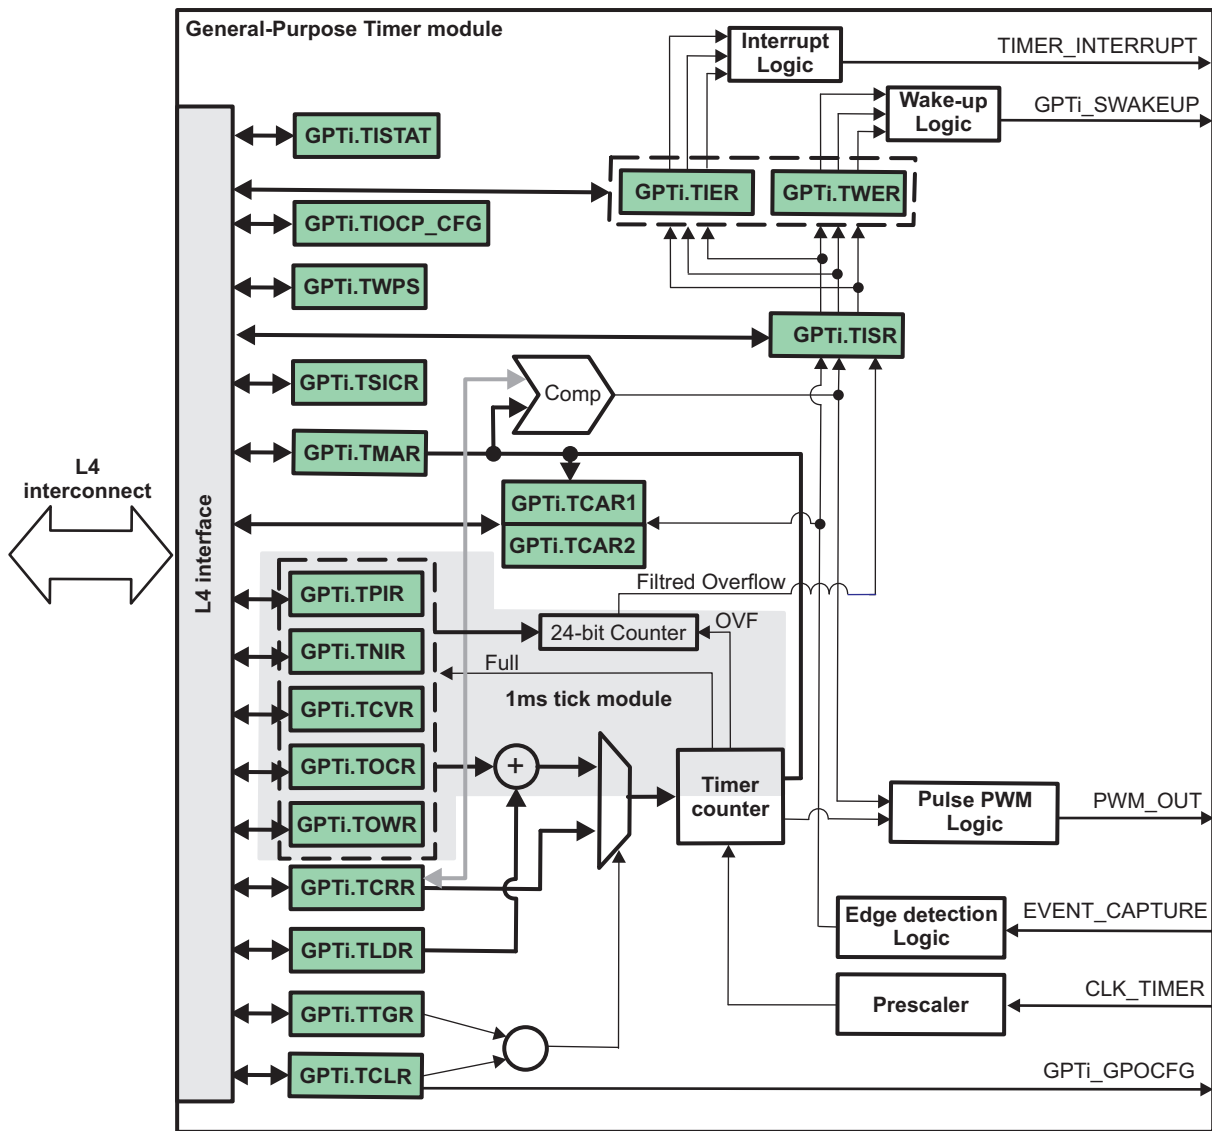 General-Purpose Timer module
Interrupt
Logic
TIMER_INTERRUPT
Wake-up
Logic
GPTi_SWAKEUP
GPTi.TISTAT
GPTi.TIER
GPTi.TWER
GPTi.TIOCP_CFG
GPTi.TWPS
GPTi.TISR
GPTi.TSICR
Comp
GPTi.TMAR
L4
interconnect
L4 interface
GPTi.TCAR1
GPTi.TCAR2
GPTi.TPIR
Filtred Overflow
24-bit Counter
OVF
GPTi.TNIR
Full
1ms tick module
GPTi.TCVR
GPTi.TOCR
+
Timer
counter
Pulse PWM
Logic
PWM_OUT
GPTi.TOWR
GPTi.TCRR
Edge detection
Logic
EVENT_CAPTURE
GPTi.TLDR
Prescaler
CLK_TIMER
GPTi.TTGR
GPTi.TCLR
GPTi_GPOCFG